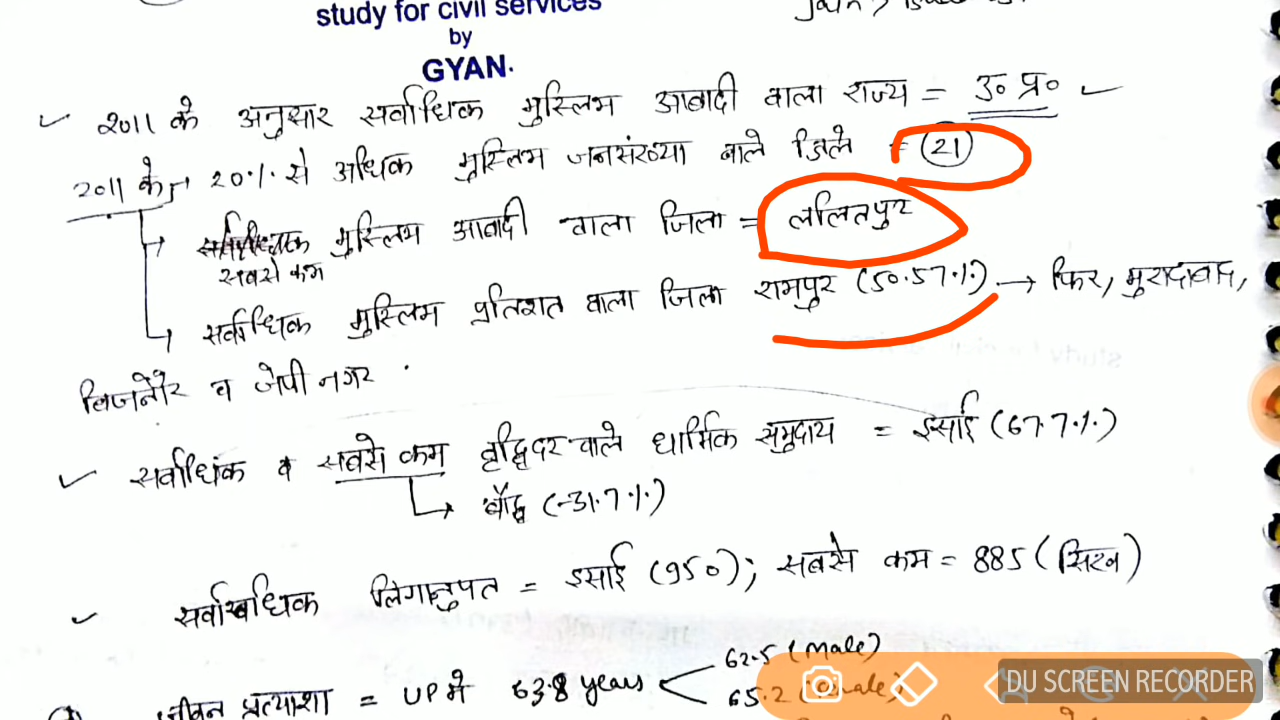 study for civil services
by
GYAN.
2011 के अनुसार सर्वाधिक मुस्लिम आबादी वाला राज्य = उ० प्र०
2011 के 20% से अधिक मुस्लिम जनसंख्या वाले जिले = 21
सबसे कम मुस्लिम आबादी वाला जिला = ललितपुर
सर्वाधिक मुस्लिम प्रतिशत वाला जिला रामपुर (50.57%) → फिर, मुरादाबाद,
बिजनौर व जेपी नगर
सर्वाधिक व सबसे कम वृद्धिदर वाले धार्मिक समुदाय = इसाई (67.7%)
बौद्ध (-31.7%)
सर्वाधिक लिंगानुपत = इसाई (950); सबसे कम = 885 (सिख)
जीवन प्रत्याशा = UP में 63.8 years
62.5 (male)
65.2
DU SCREEN RECORDER